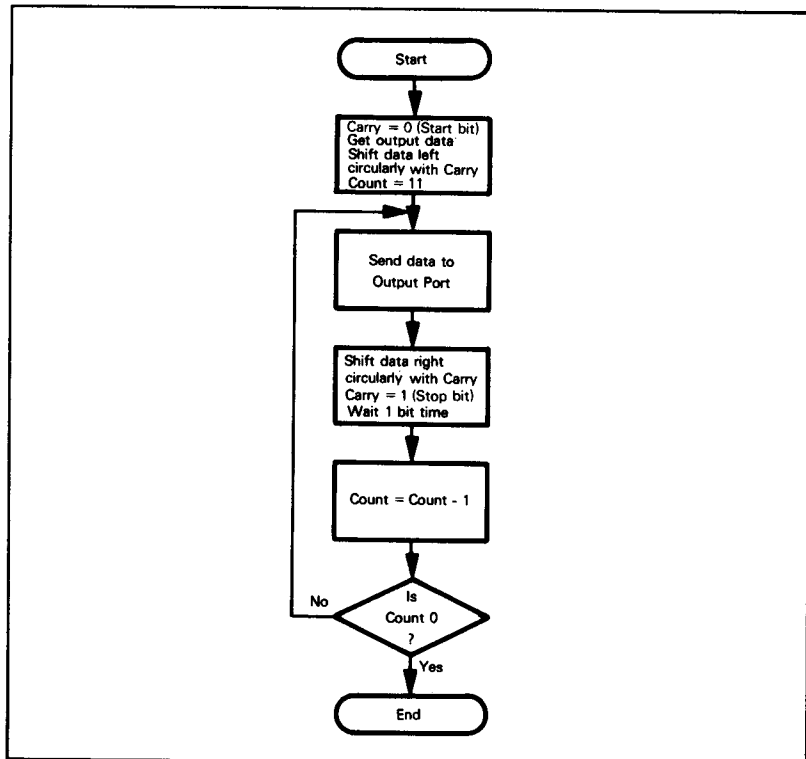 Start
Carry = 0 (Start bit)
Get output data
Shift data left
circularly with Carry
Count = 11
Send data to
Output Port
Shift data right
circularly with Carry
Carry = 1 (Stop bit)
Wait 1 bit time
Count = Count - 1
Is
Count 0
?
No
Yes
End